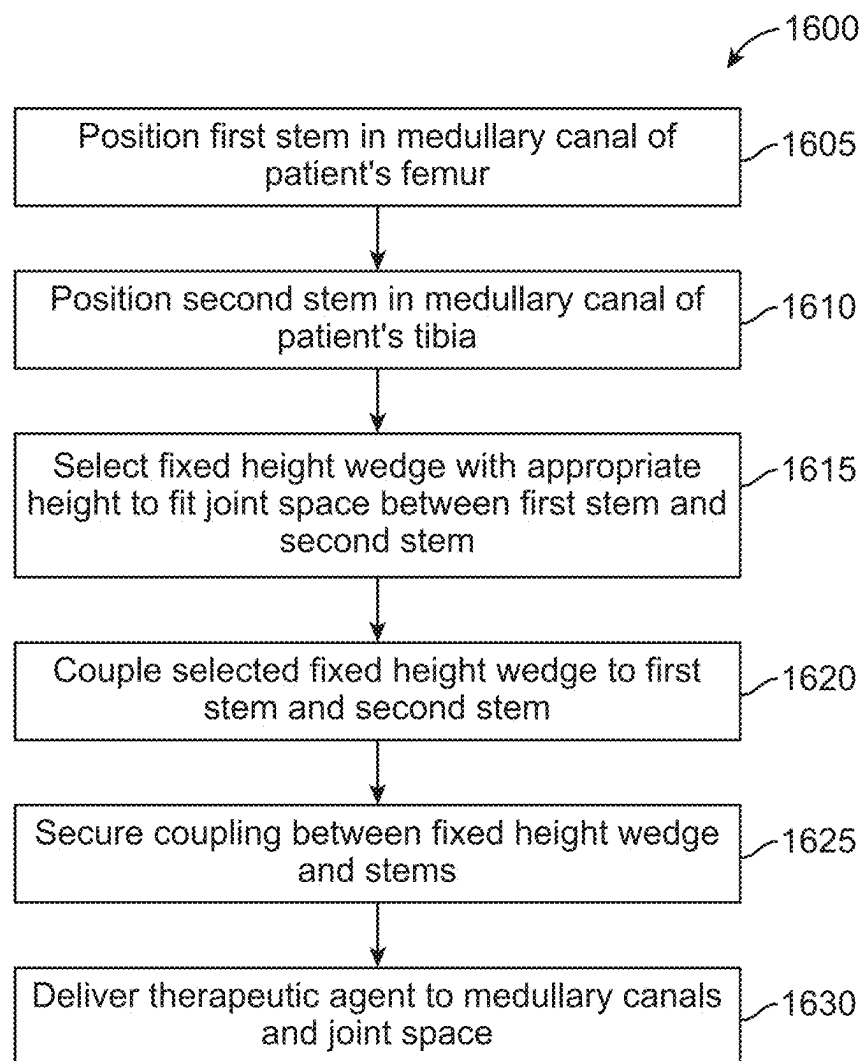 1600
Position first stem in medullary canal of
patient's femur
1605
Position second stem in medullary canal of
patient's tibia
1610
Select fixed height wedge with appropriate
height to fit joint space between first stem and
second stem
1615
Couple selected fixed height wedge to first
stem and second stem
1620
Secure coupling between fixed height wedge
and stems
1625
Deliver therapeutic agent to medullary canals
and joint space
1630